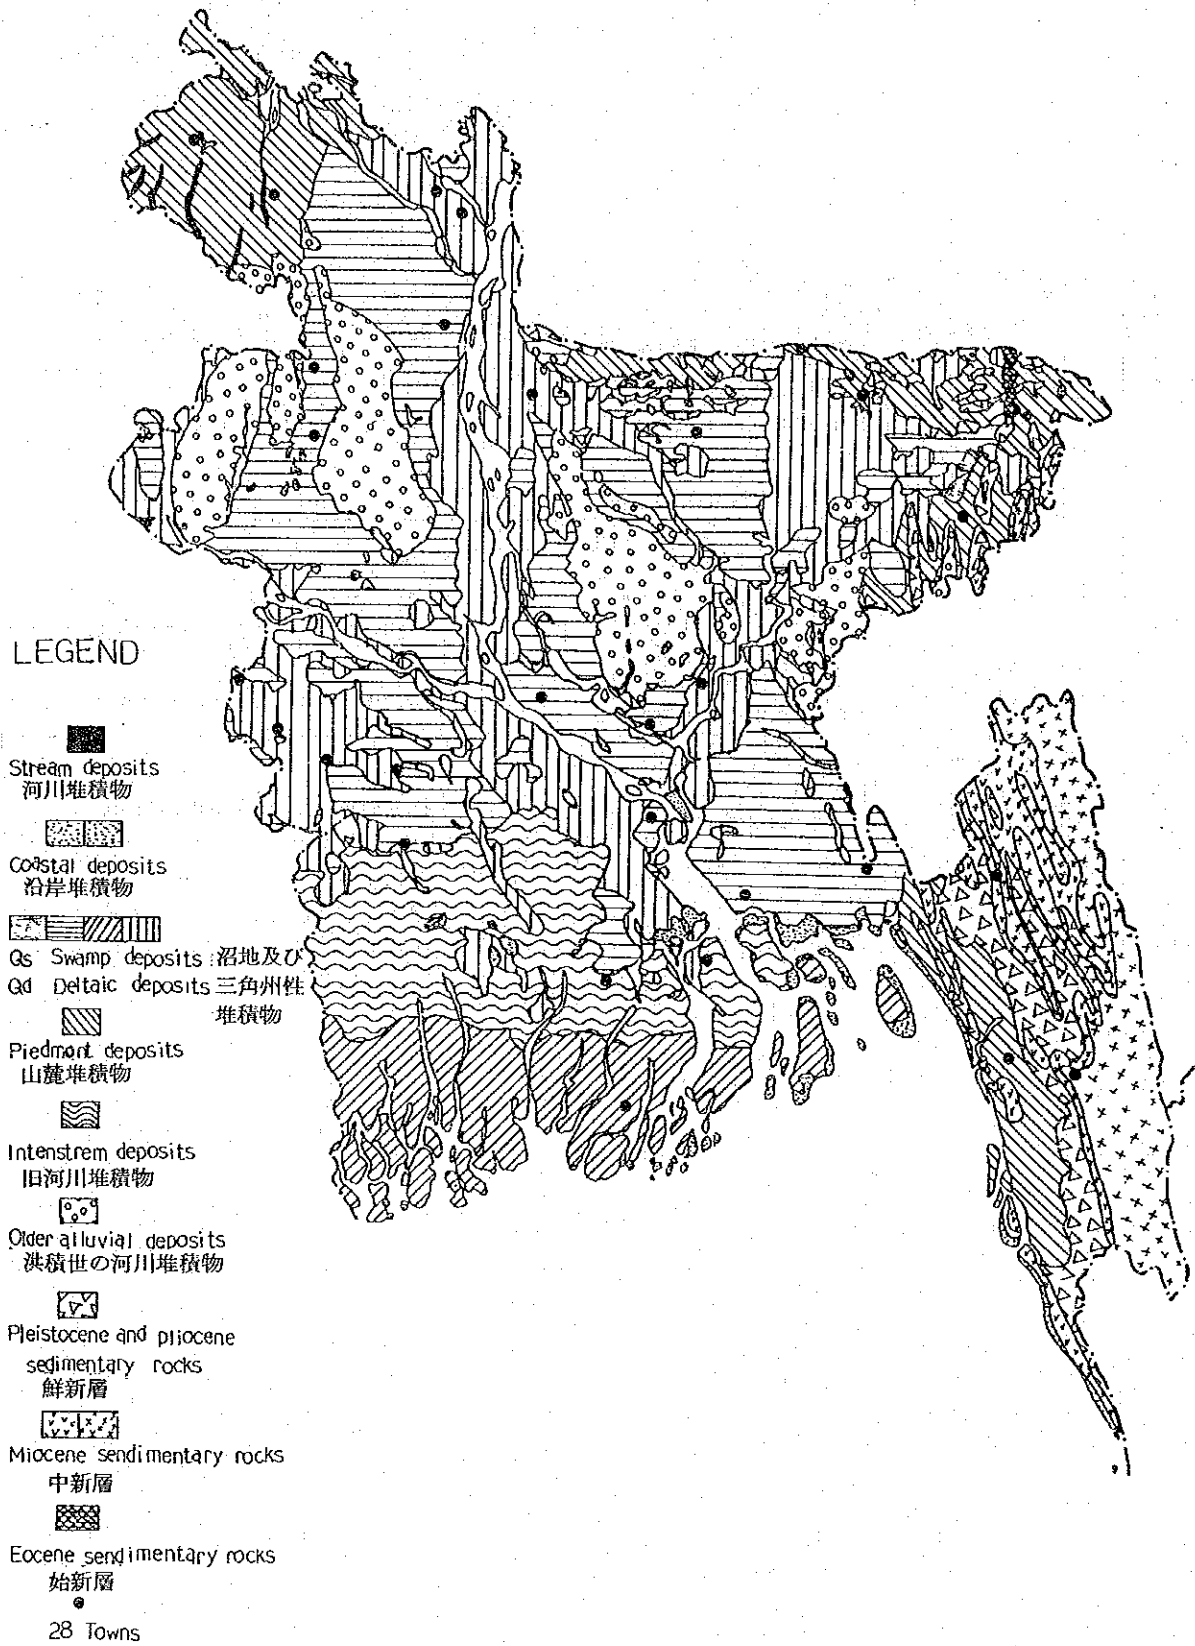 LEGEND
Stream deposits
河川堆積物
Coastal deposits
沿岸堆積物
Qs Swamp deposits : 沼地及び
Qd Deltaic deposits 三角州性
堆積物
Piedmont deposits
山麓堆積物
Intenstrem deposits
旧河川堆積物
Older alluvial deposits
洪積世の河川堆積物
Pleistocene and pliocene
sedimentary rocks
鮮新層
Miocene sendimentary rocks
中新層
Eocene sendimentary rocks
始新層
28 Towns